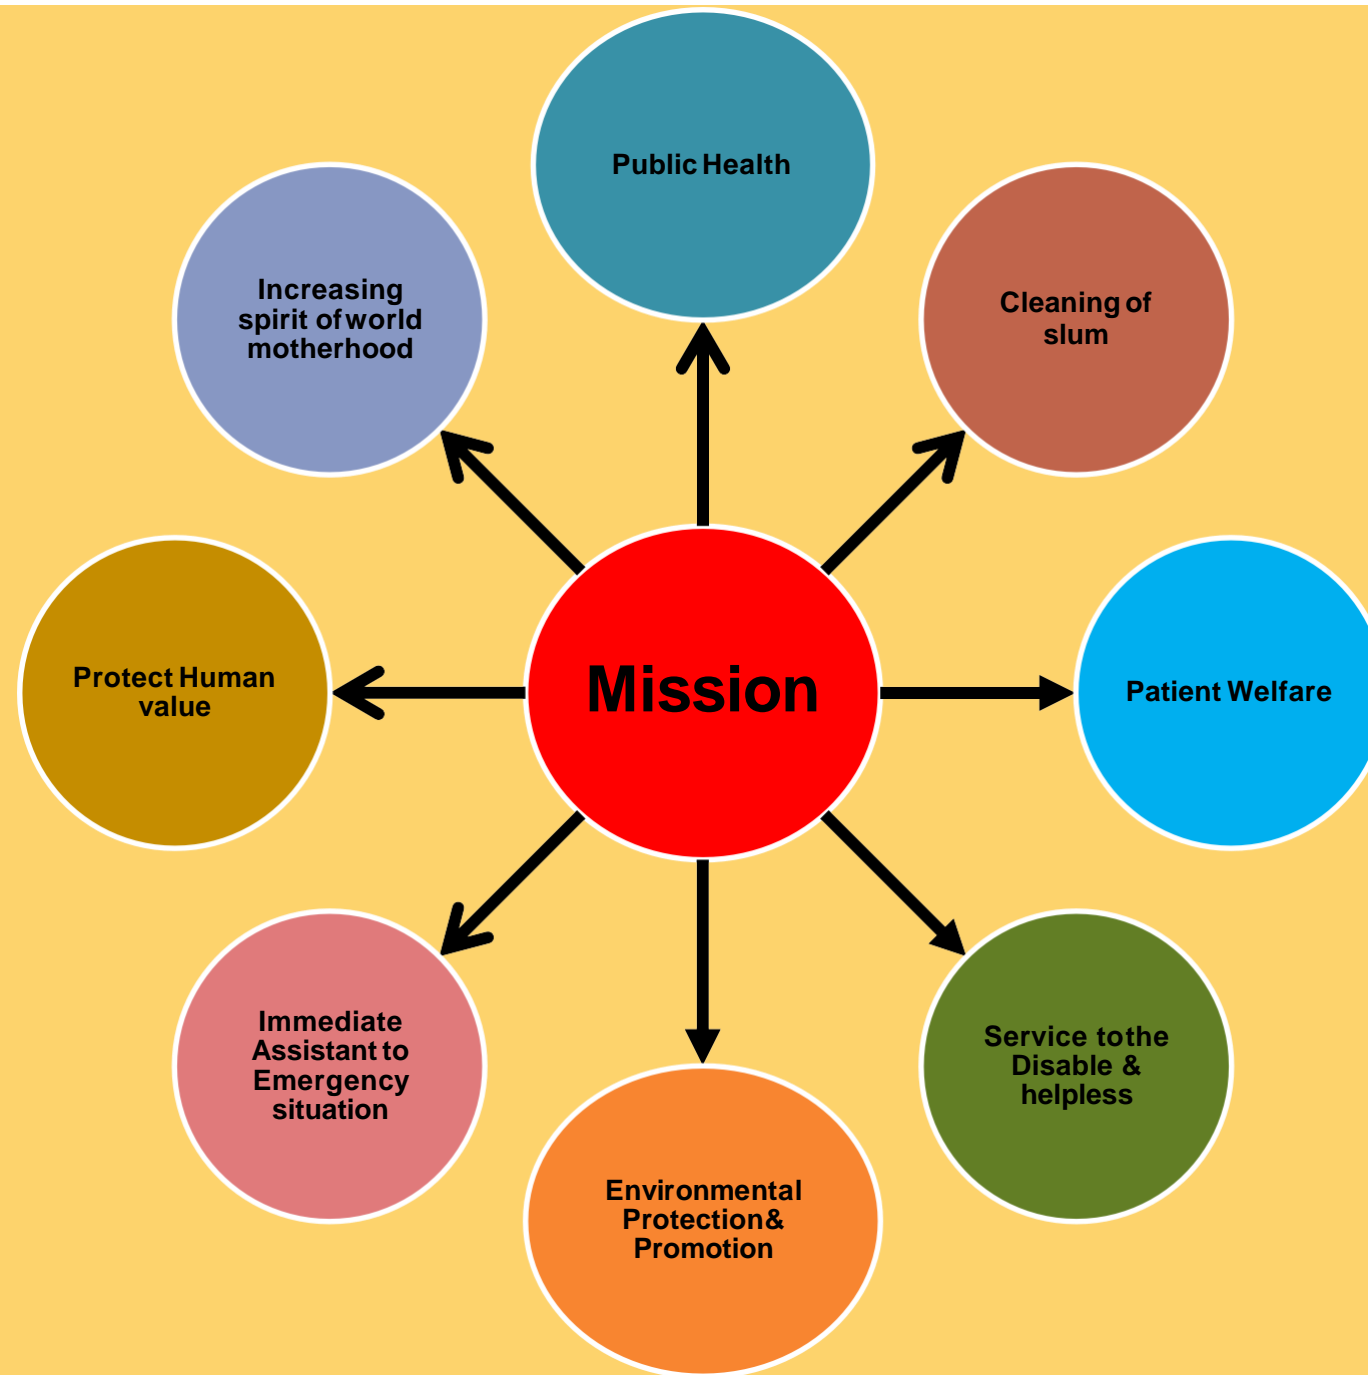 Public Health
Increasing
spirit of world
motherhood
Cleaning of
slum
Protect Human
value
Mission
Patient Welfare
Immediate
Assistant to
Emergency
situation
Service to the
Disable &
helpless
Environmental
Protection &
Promotion